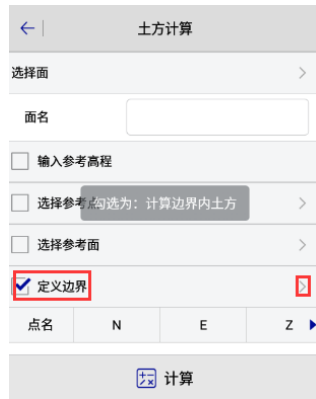 土方计算
选择面
面名
输入参考高程
选择参考点
勾选为：计算边界内土方
选择参考面
定义边界
点名 N E Z
计算